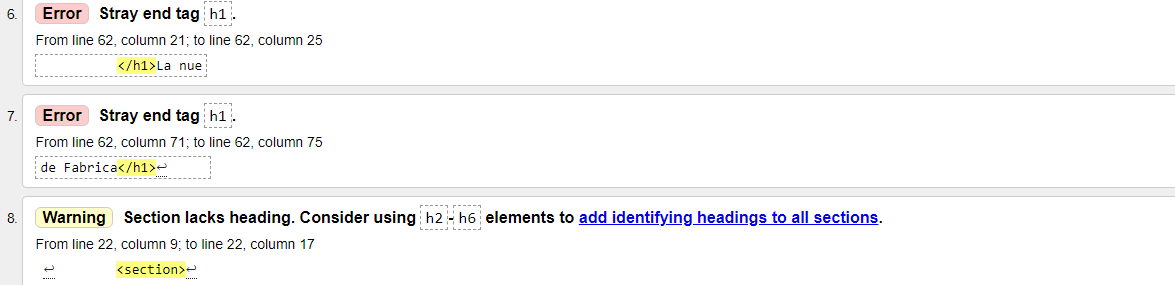 6. Error Stray end tag h1.
From line 62, column 21; to line 62, column 25
</h1>La nue
7. Error Stray end tag h1.
From line 62, column 71; to line 62, column 75
de Fabrica</h1>↩
8. Warning Section lacks heading. Consider using h2-h6 elements to add identifying headings to all sections.
From line 22, column 9; to line 22, column 17
↩ <section>↩